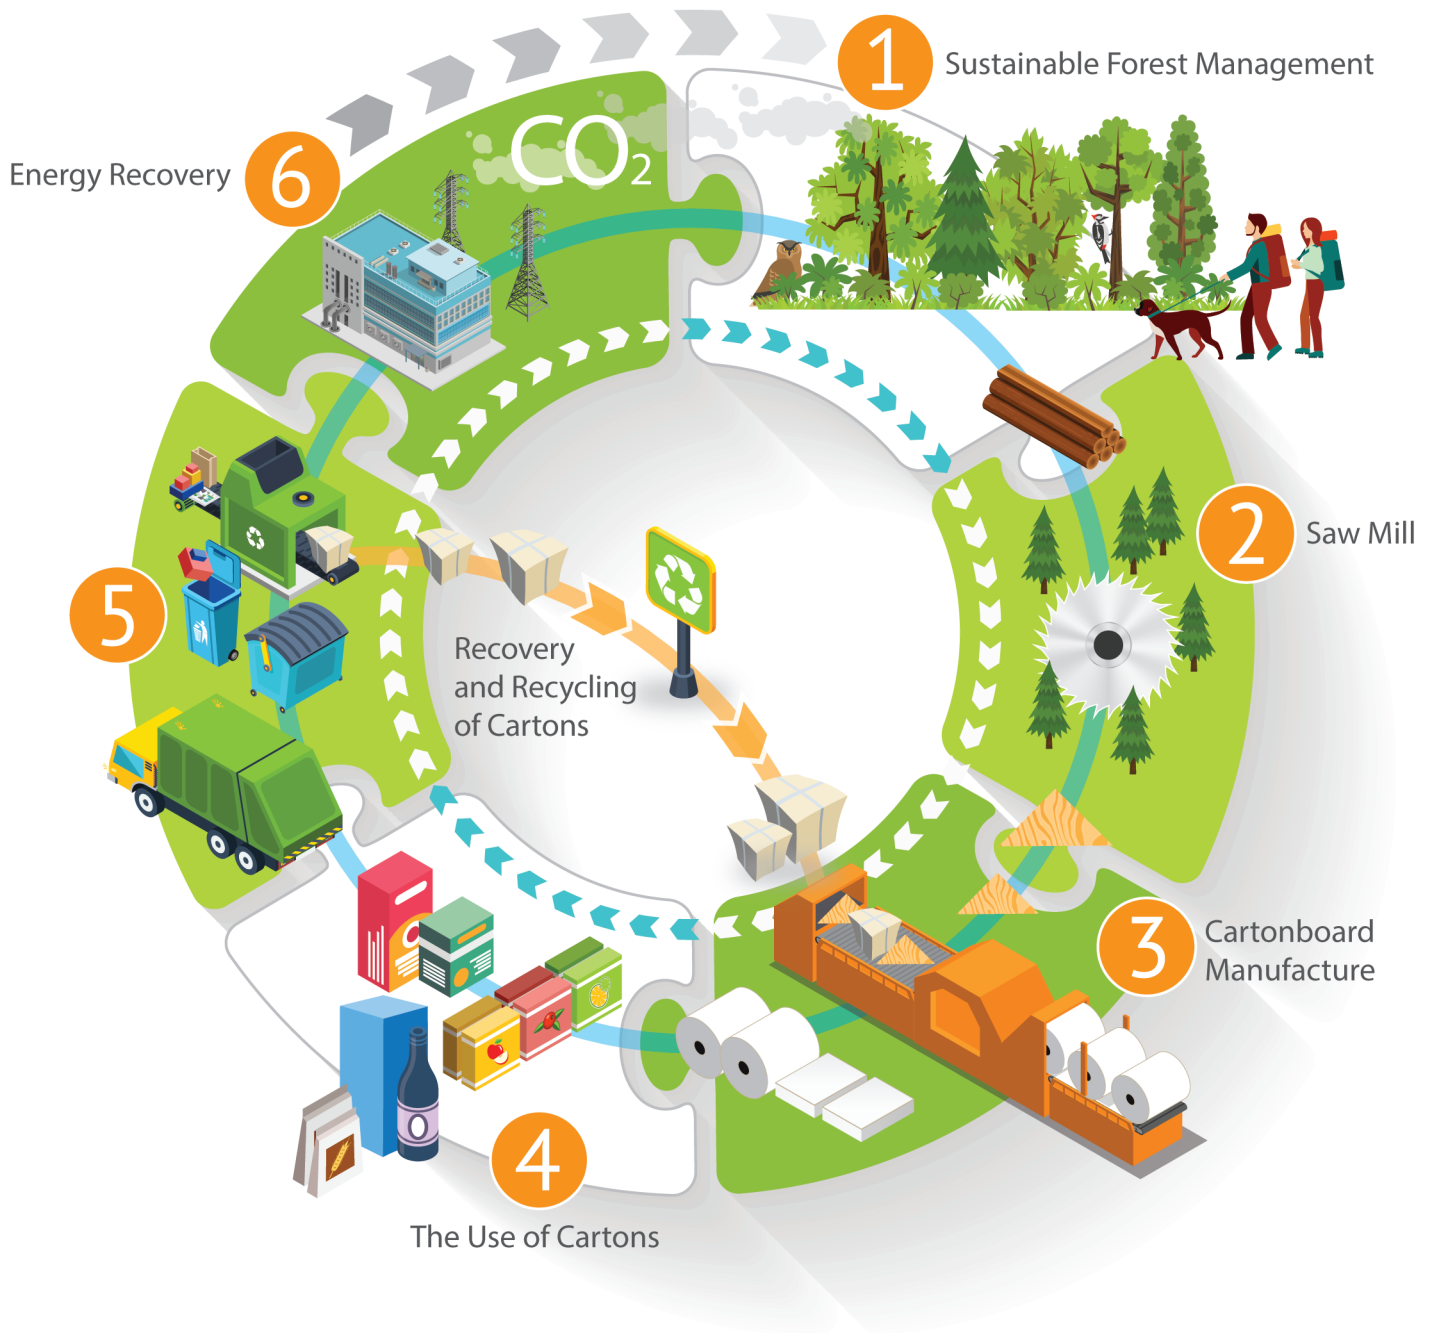 1
Sustainable Forest Management
CO2
6
Energy Recovery
2
Saw Mill
5
Recovery
and Recycling
of Cartons
3
Cartonboard
Manufacture
4
The Use of Cartons